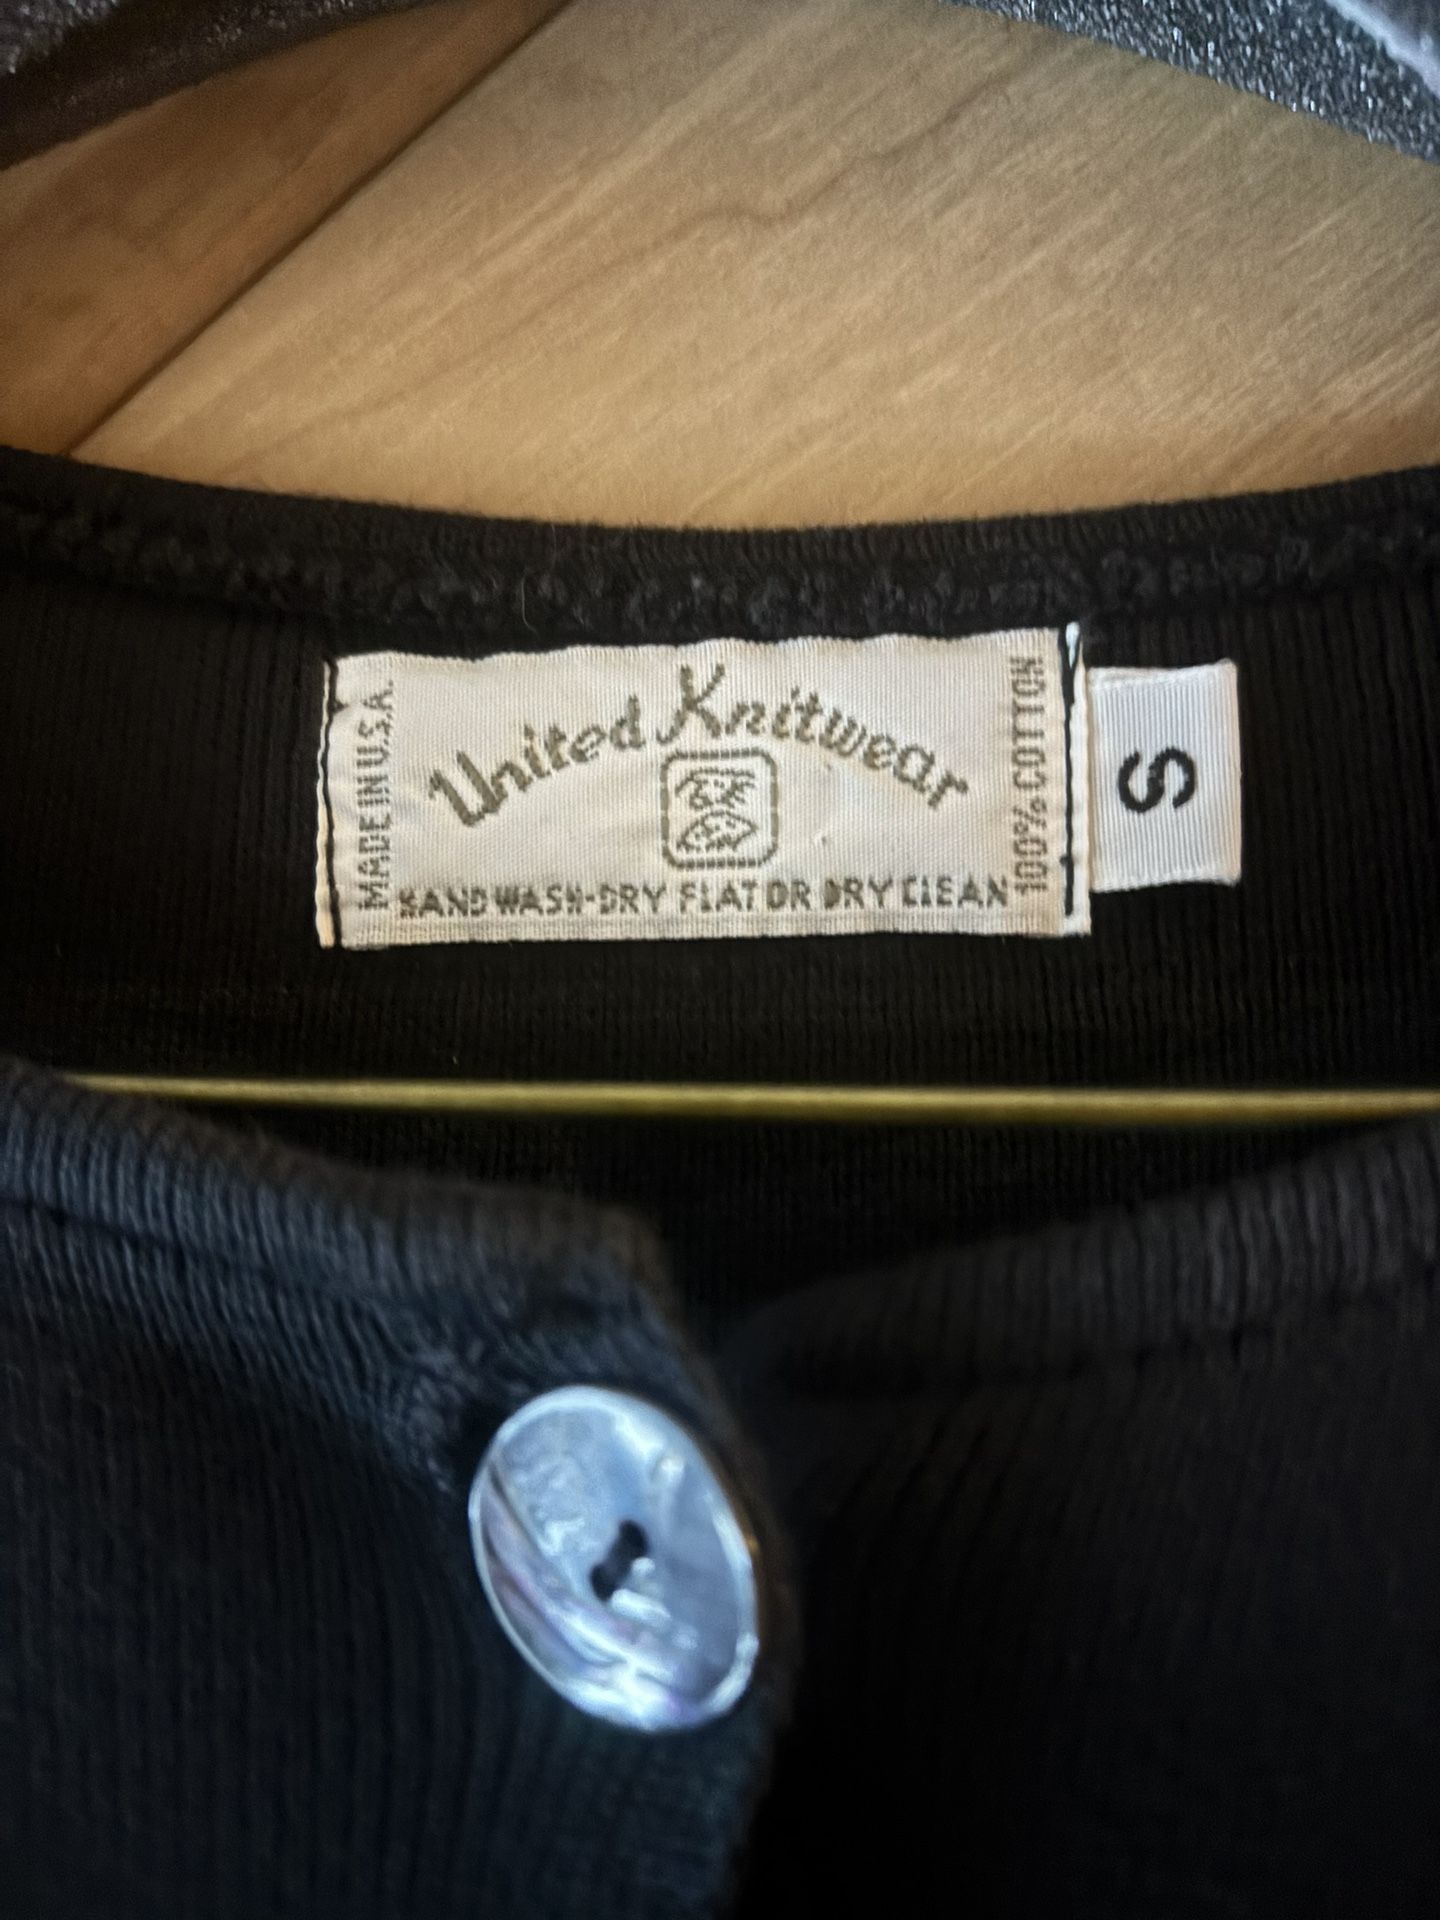 United Knitwear
MADE IN U.S.A.
100% COTTON
HAND WASH-DRY FLAT OR DRY CLEAN
S